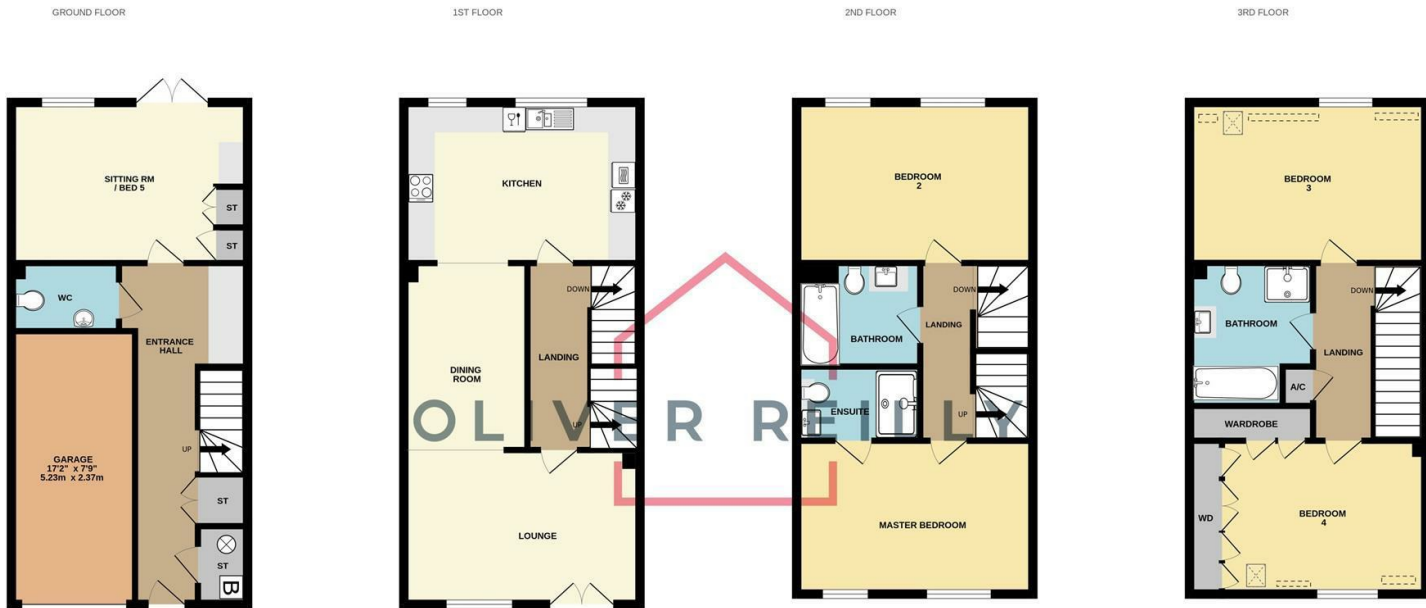 GROUND FLOOR
1ST FLOOR
2ND FLOOR
3RD FLOOR
SITTING RM
/ BED 5
ST
ST
WC
ENTRANCE
HALL
UP
GARAGE
17'2" x 7'9"
5.23m x 2.37m
ST
ST
B
KITCHEN
DOWN
LANDING
DINING
ROOM
UP
LOUNGE
BEDROOM
2
DOWN
LANDING
BATHROOM
ENSUITE
UP
MASTER BEDROOM
BEDROOM
3
DOWN
BATHROOM
LANDING
A/C
WARDROBE
WD
BEDROOM
4
OLIVER REILLY